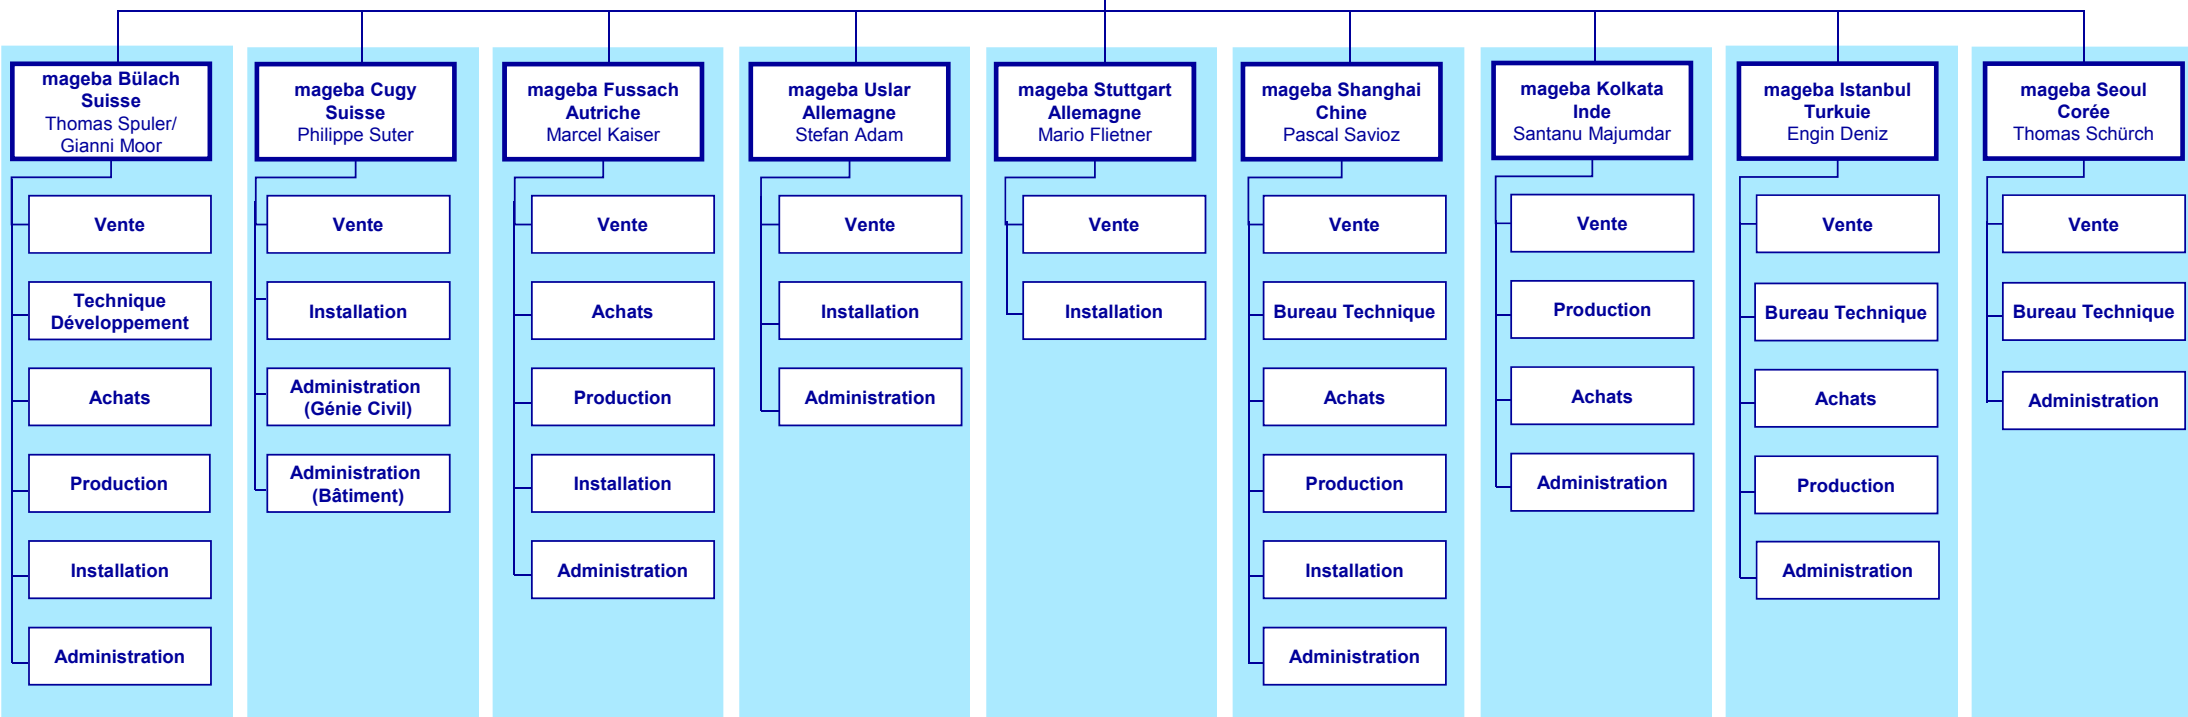 mageba Bülach
Suisse
Thomas Spuler/
Gianni Moor
Vente
Technique
Développement
Achats
Production
Installation
Administration
mageba Cugy
Suisse
Philippe Suter
Vente
Installation
Administration
(Génie Civil)
Administration
(Bâtiment)
mageba Fussach
Autriche
Marcel Kaiser
Vente
Achats
Production
Installation
Administration
mageba Uslar
Allemagne
Stefan Adam
Vente
Installation
Administration
mageba Stuttgart
Allemagne
Mario Flietner
Vente
Installation
mageba Shanghai
Chine
Pascal Savioz
Vente
Bureau Technique
Achats
Production
Installation
Administration
mageba Kolkata
Inde
Santanu Majumdar
Vente
Production
Achats
Administration
mageba Istanbul
Turkuie
Engin Deniz
Vente
Bureau Technique
Achats
Production
Administration
mageba Seoul
Corée
Thomas Schürch
Vente
Bureau Technique
Administration